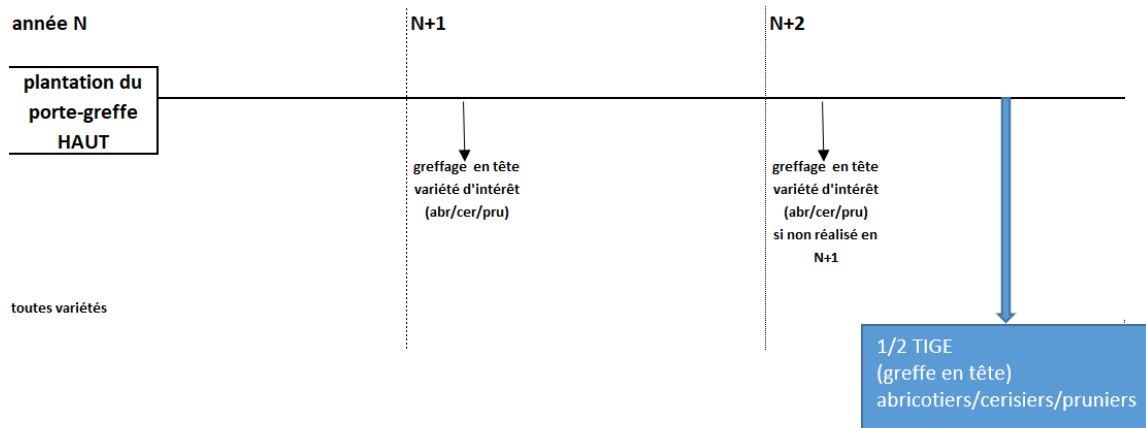 année N
N+1
N+2
plantation du
porte-greffe
HAUT
greffage en tête
variété d'intérêt
(abr/cer/pru)
greffage en tête
variété d'intérêt
(abr/cer/pru)
si non réalisé en
N+1
toutes variétés
1/2 TIGE
(greffe en tête)
abricotiers/cerisiers/pruniers